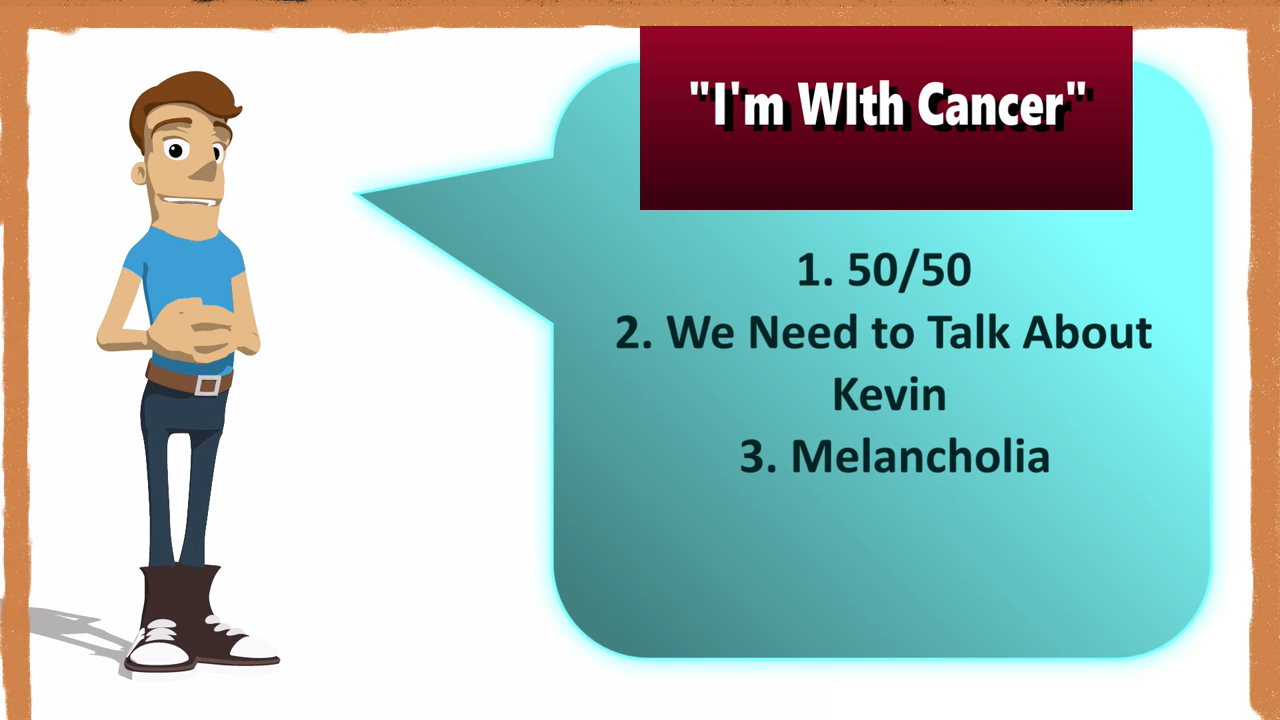 "I'm WIth Cancer"
1. 50/50
2. We Need to Talk About
Kevin
3. Melancholia